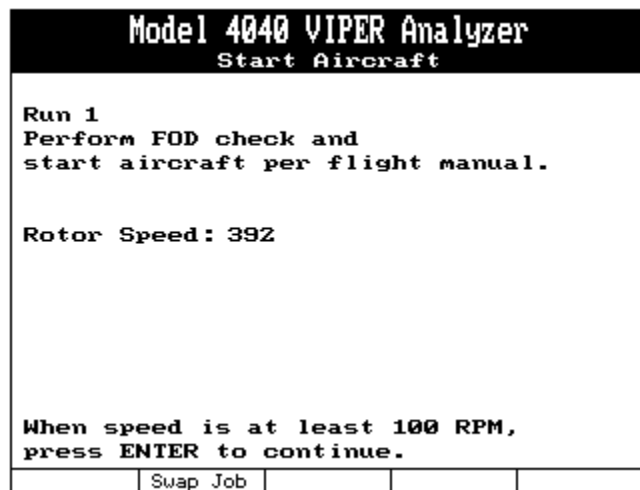 Model 4040 VIPER Analyzer
Start Aircraft
Run 1
Perform FOD check and
start aircraft per flight manual.
Rotor Speed: 392
When speed is at least 100 RPM,
press ENTER to continue.
Swap Job